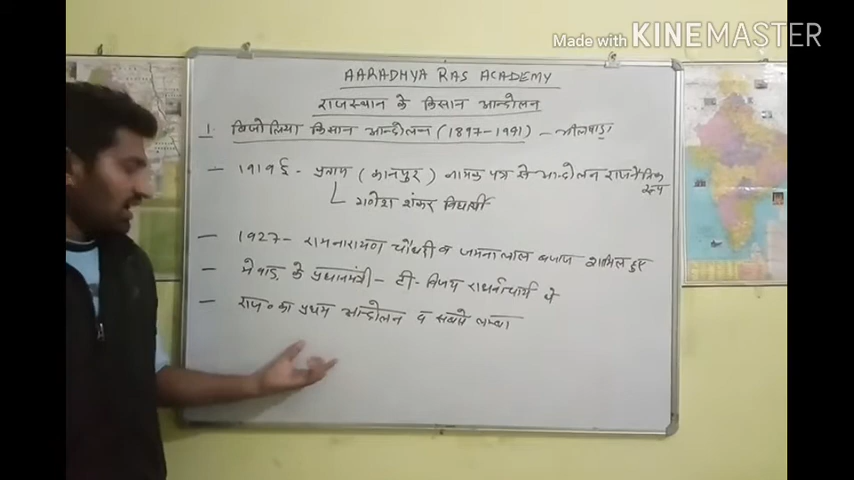 Made with KINEMASTER
AARADHYA RAS ACADEMY
राजस्थान के किसान आन्दोलन
1. बिजोलिया किसान आन्दोलन (1897-1941) - भीलवाड़ा
- 1919 ई - प्रताप (कानपुर) नामक पत्र से आन्दोलन राजनैतिक
रूप
गणेश शंकर विद्यार्थी
- 1927 - रामनारायण चौधरी व जमनालाल बजाज शामिल हुए
- मेवाड़ के प्रधानमंत्री - टी. विजय राघवाचार्य थे
- राज० का प्रथम आन्दोलन व सबसे लम्बा